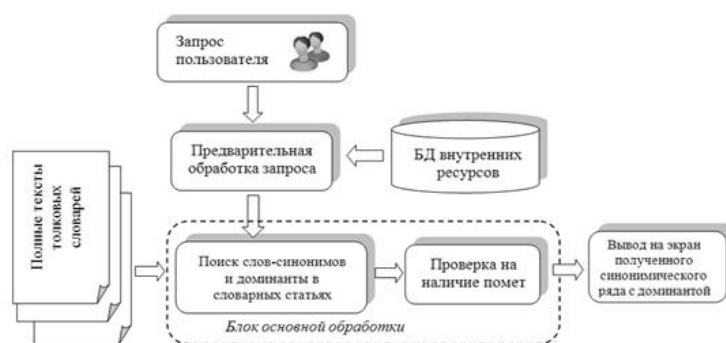 Запрос
пользователя
Предварительная
обработка запроса
БД внутренних
ресурсов
Полные тексты
толковых
словарей
Поиск слов-синонимов
и доминанты в
словарных статьях
Проверка на
наличие помет
Вывод на экран
полученного
синонимического
ряда с доминантой
Блок основной обработки